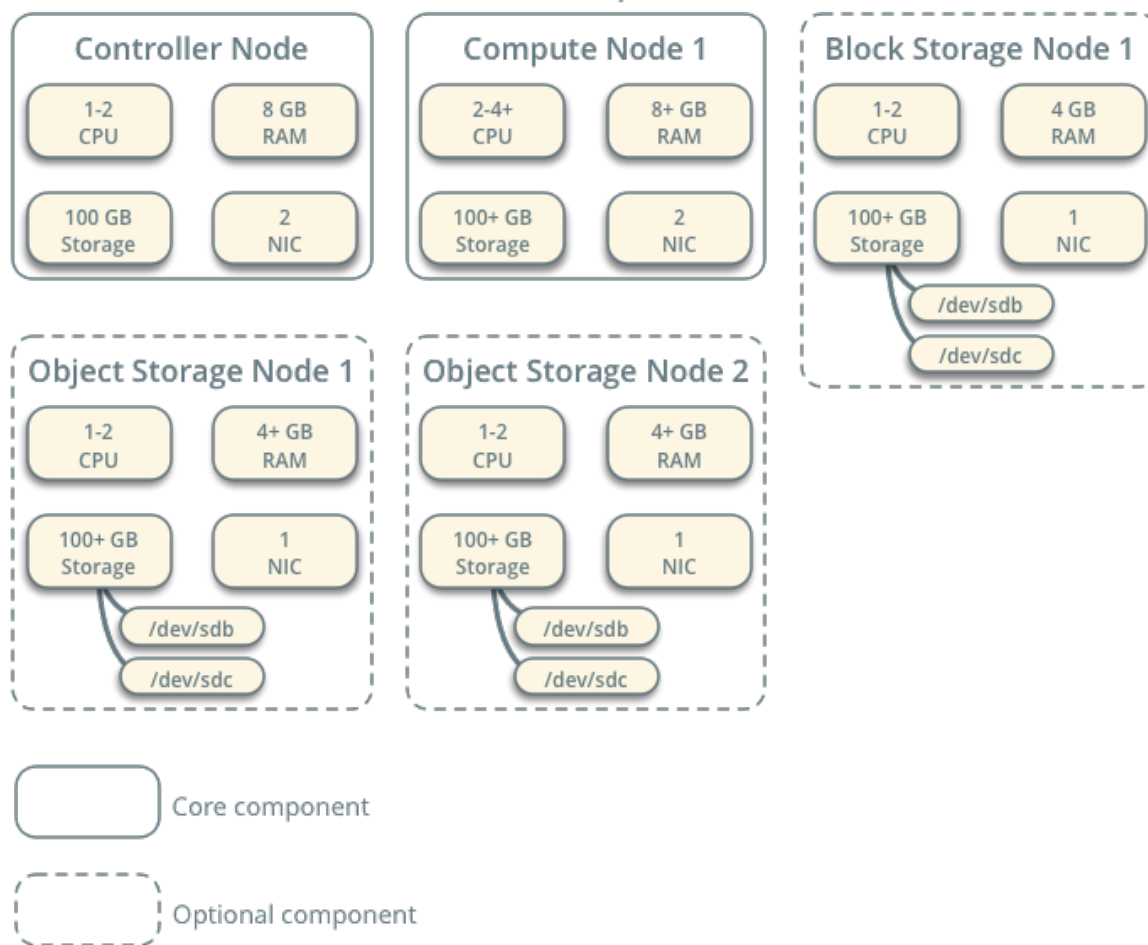 Controller Node
1-2
CPU
8 GB
RAM
100 GB
Storage
2
NIC
Compute Node 1
2-4+
CPU
8+ GB
RAM
100+ GB
Storage
2
NIC
Block Storage Node 1
1-2
CPU
4 GB
RAM
100+ GB
Storage
1
NIC
/dev/sdb
/dev/sdc
Object Storage Node 1
1-2
CPU
4+ GB
RAM
100+ GB
Storage
1
NIC
/dev/sdb
/dev/sdc
Object Storage Node 2
1-2
CPU
4+ GB
RAM
100+ GB
Storage
1
NIC
/dev/sdb
/dev/sdc
Core component
Optional component